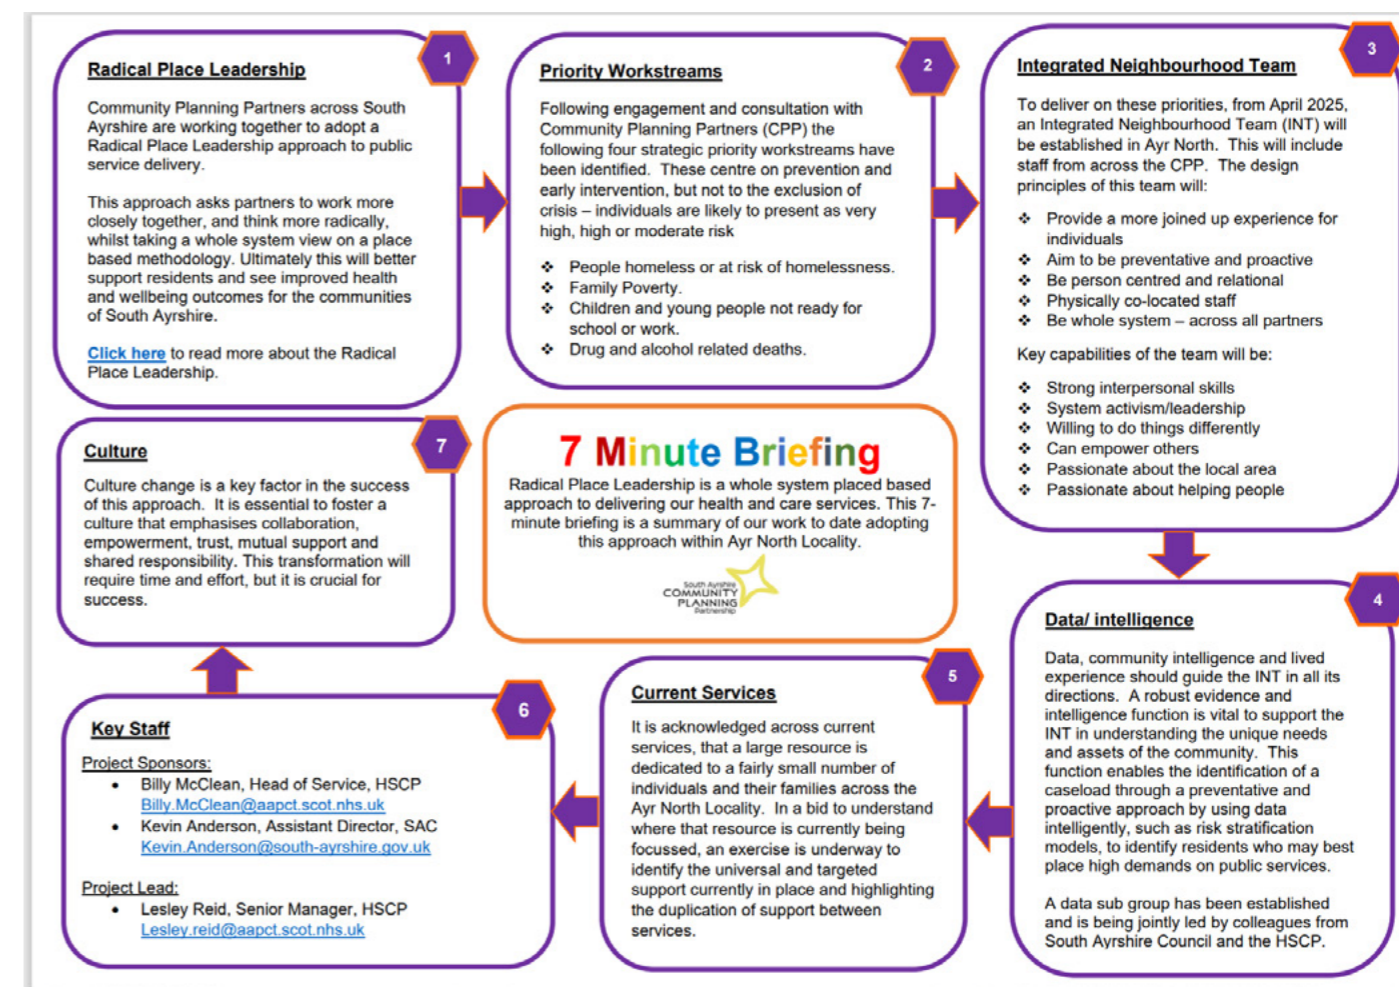 1
Radical Place Leadership
Community Planning Partners across South
Ayrshire are working together to adopt a
Radical Place Leadership approach to public
service delivery.
This approach asks partners to work more
closely together, and think more radically,
whilst taking a whole system view on a place
based methodology. Ultimately this will better
support residents and see improved health
and wellbeing outcomes for the communities
of South Ayrshire.
Click here to read more about the Radical
Place Leadership.
2
Priority Workstreams
Following engagement and consultation with
Community Planning Partners (CPP) the
following four strategic priority workstreams have
been identified. These centre on prevention and
early intervention, but not to the exclusion of
crisis – individuals are likely to present as very
high, high or moderate risk
❖ People homeless or at risk of homelessness.
❖ Family Poverty.
❖ Children and young people not ready for
school or work.
❖ Drug and alcohol related deaths.
3
Integrated Neighbourhood Team
To deliver on these priorities, from April 2025,
an Integrated Neighbourhood Team (INT) will
be established in Ayr North. This will include
staff from across the CPP. The design
principles of this team will:
❖ Provide a more joined up experience for
individuals
❖ Aim to be preventative and proactive
❖ Be person centred and relational
❖ Physically co-located staff
❖ Be whole system – across all partners
Key capabilities of the team will be:
❖ Strong interpersonal skills
❖ System activism/leadership
❖ Willing to do things differently
❖ Can empower others
❖ Passionate about the local area
❖ Passionate about helping people
7 Minute Briefing
Radical Place Leadership is a whole system placed based
approach to delivering our health and care services. This 7-
minute briefing is a summary of our work to date adopting
this approach within Ayr North Locality.
South Ayrshire
COMMUNITY
PLANNING
Partnership
4
Data/ intelligence
Data, community intelligence and lived
experience should guide the INT in all its
directions. A robust evidence and
intelligence function is vital to support the
INT in understanding the unique needs
and assets of the community. This
function enables the identification of a
caseload through a preventative and
proactive approach by using data
intelligently, such as risk stratification
models, to identify residents who may best
place high demands on public services.
A data sub group has been established
and is being jointly led by colleagues from
South Ayrshire Council and the HSCP.
5
Current Services
It is acknowledged across current
services, that a large resource is
dedicated to a fairly small number of
individuals and their families across the
Ayr North Locality. In a bid to understand
where that resource is currently being
focussed, an exercise is underway to
identify the universal and targeted
support currently in place and highlighting
the duplication of support between
services.
6
Key Staff
Project Sponsors:
• Billy McClean, Head of Service, HSCP
Billy.McClean@aapct.scot.nhs.uk
• Kevin Anderson, Assistant Director, SAC
Kevin.Anderson@south-ayrshire.gov.uk
Project Lead:
• Lesley Reid, Senior Manager, HSCP
Lesley.reid@aapct.scot.nhs.uk
7
Culture
Culture change is a key factor in the success
of this approach. It is essential to foster a
culture that emphasises collaboration,
empowerment, trust, mutual support and
shared responsibility. This transformation will
require time and effort, but it is crucial for
success.